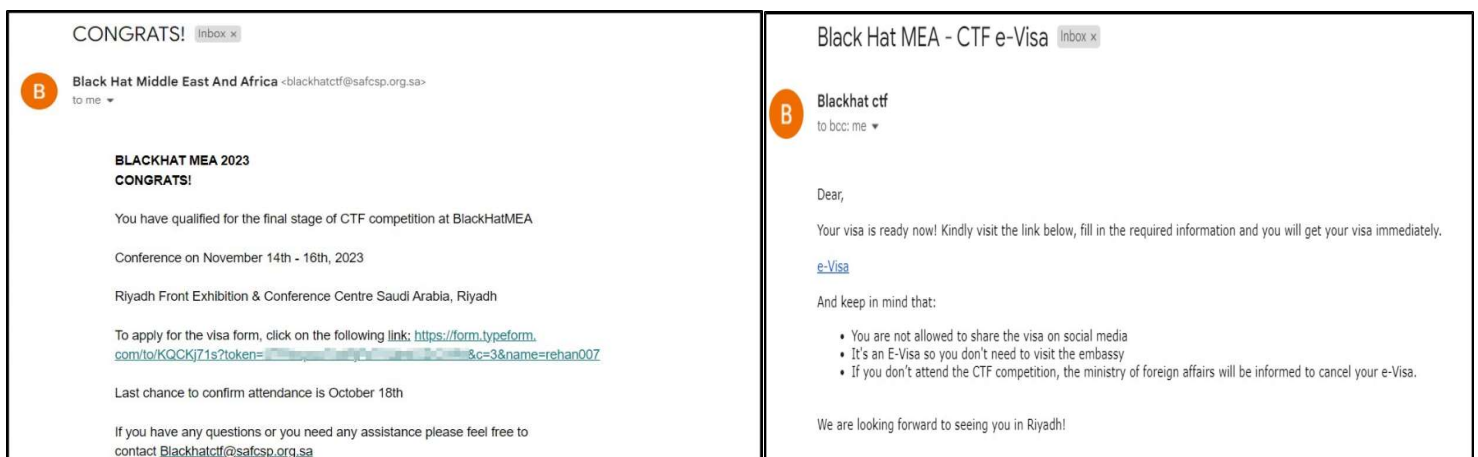 CONGRATS! Inbox x
B
Black Hat Middle East And Africa <blackhatctf@safcsp.org.sa>
to me
BLACKHAT MEA 2023
CONGRATS!
You have qualified for the final stage of CTF competition at BlackHatMEA
Conference on November 14th - 16th, 2023
Riyadh Front Exhibition & Conference Centre Saudi Arabia, Riyadh
To apply for the visa form, click on the following link: https://form.typeform.
com/to/KQCKj71s?token= &c=3&name=rehan007
Last chance to confirm attendance is October 18th
If you have any questions or you need any assistance please feel free to
contact Blackhatctf@safcsp.org.sa
Black Hat MEA - CTF e-Visa Inbox x
B
Blackhat ctf
to bcc: me
Dear,
Your visa is ready now! Kindly visit the link below, fill in the required information and you will get your visa immediately.
e-Visa
And keep in mind that:
• You are not allowed to share the visa on social media
• It's an E-Visa so you don't need to visit the embassy
• If you don't attend the CTF competition, the ministry of foreign affairs will be informed to cancel your e-Visa.
We are looking forward to seeing you in Riyadh!